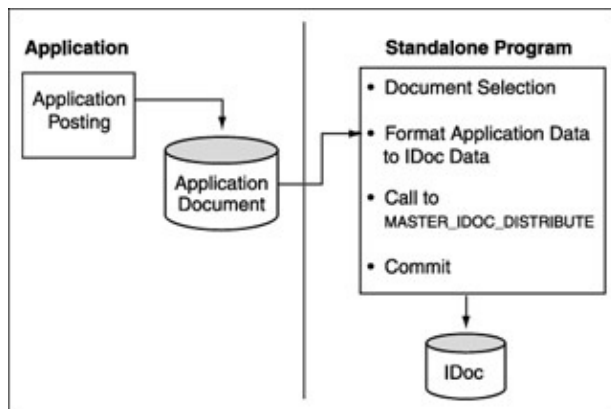 Application
Application
Posting
Application
Document
Standalone Program
• Document Selection
• Format Application Data
to IDoc Data
• Call to
MASTER_IDOC_DISTRIBUTE
• Commit
IDoc